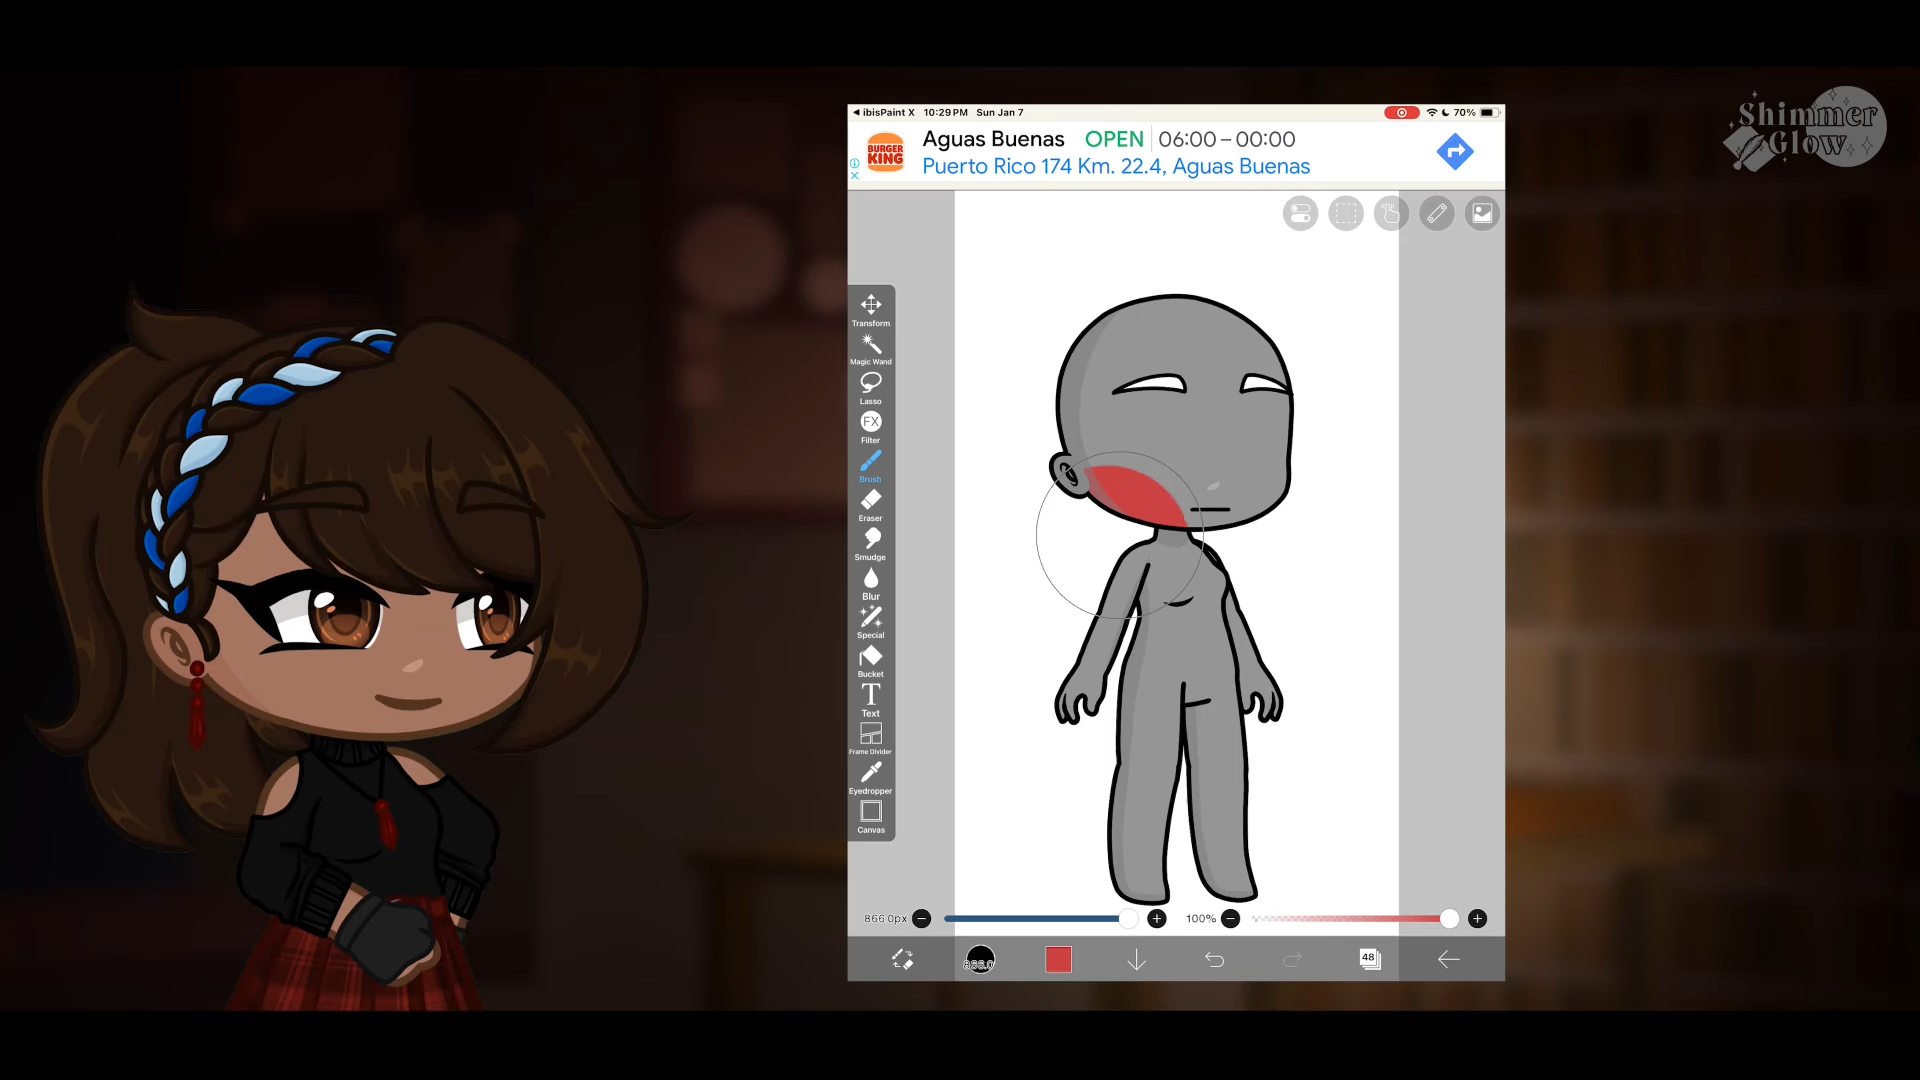 Shimmer
Glow
ibisPaint X 10:29 PM Sun Jan 7
70%
BURGER
KING
Aguas Buenas OPEN 06:00 – 00:00
Puerto Rico 174 Km. 22.4, Aguas Buenas
Transform
Magic Wand
Lasso
FX
Filter
Brush
Eraser
Smudge
Blur
Special
Bucket
T
Text
Frame Divider
Eyedropper
Canvas
866.0px
100%
866.0
48